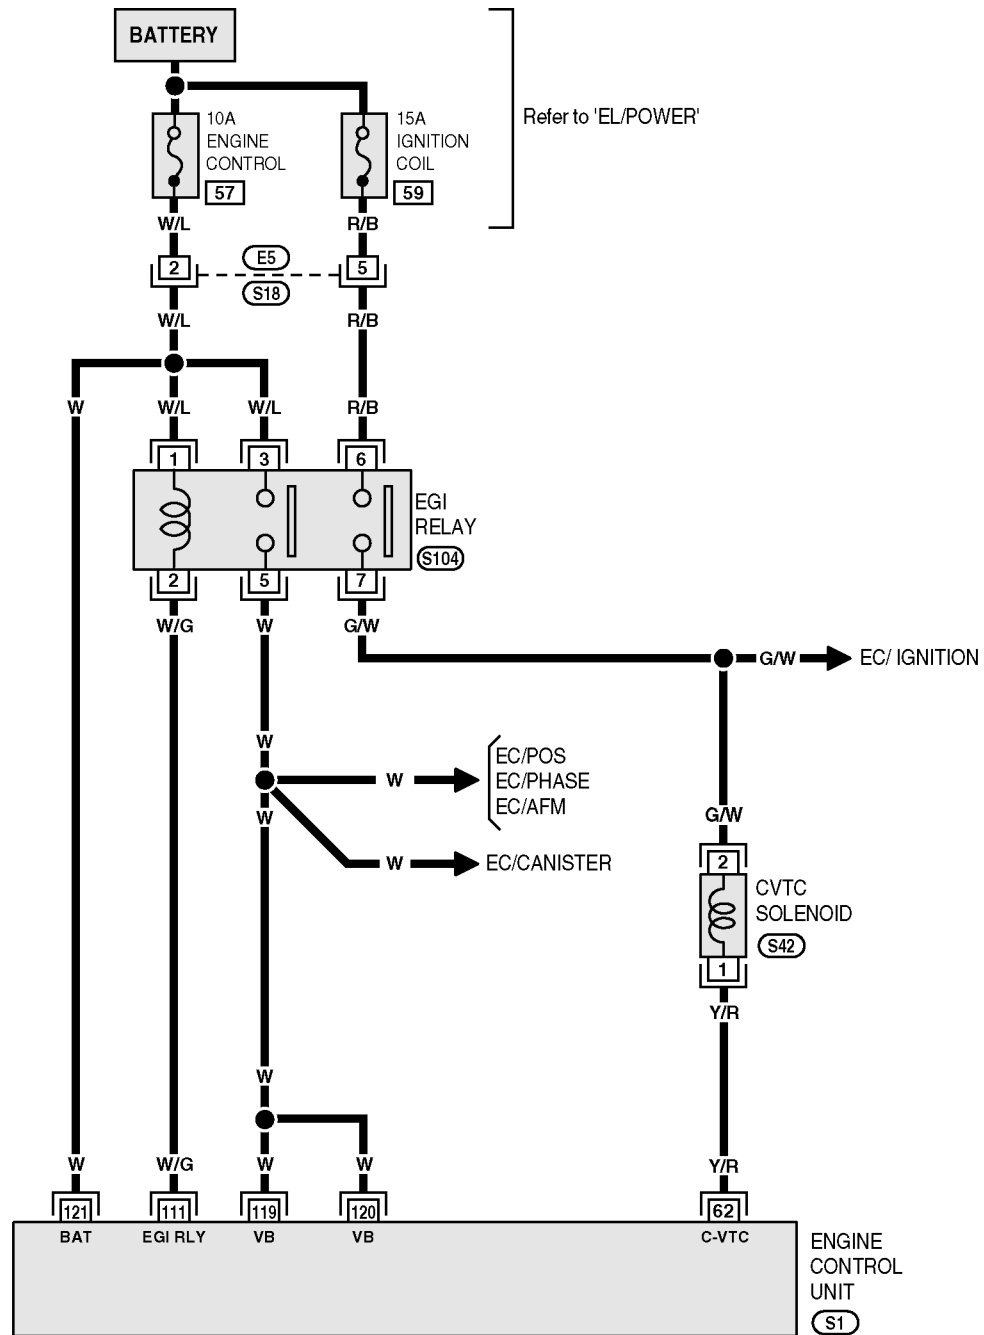 BATTERY
10A
ENGINE
CONTROL
57
15A
IGNITION
COIL
59
Refer to 'EL/POWER'
W/L
R/B
2
E5
S18
5
W/L
R/B
W
W/L
W/L
R/B
1
3
6
EGI
RELAY
S104
2
5
7
W/G
W
G/W
G/W
EC/ IGNITION
W
W
EC/POS
EC/PHASE
EC/AFM
W
G/W
W
EC/CANISTER
2
CVTC
SOLENOID
S42
1
Y/R
W
W
W/G
W
W
Y/R
121
111
119
120
62
BAT
EGI RLY
VB
VB
C-VTC
ENGINE
CONTROL
UNIT
S1